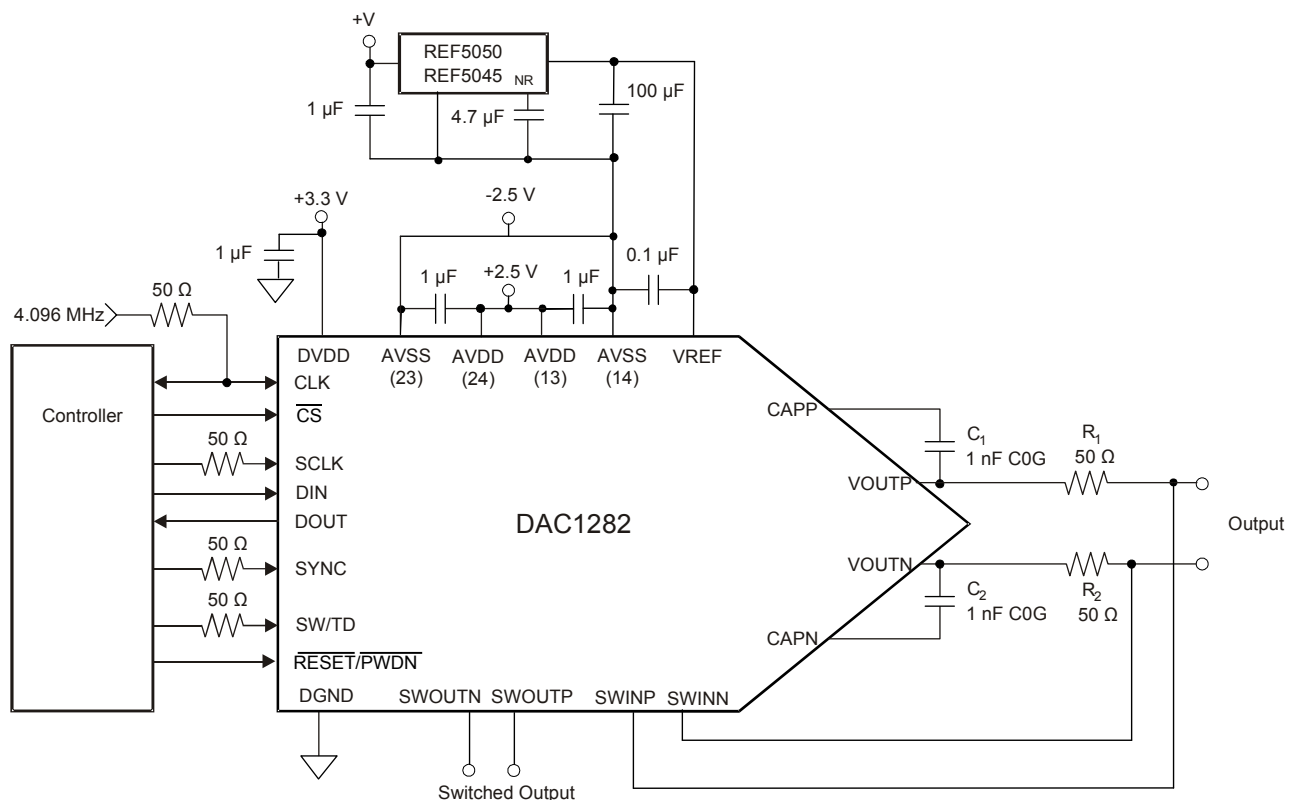 +V
REF5050
REF5045 NR
1 µF
4.7 µF
100 µF
+3.3 V
-2.5 V
1 µF
0.1 µF
1 µF
+2.5 V
1 µF
50 Ω
4.096 MHz
DVDD
AVSS
(23)
AVDD
(24)
AVDD
(13)
AVSS
(14)
VREF
Controller
CLK
CS
50 Ω
SCLK
DIN
DOUT
50 Ω
SYNC
50 Ω
SW/TD
RESET/PWDN
DGND
SWOUTN
SWOUTP
SWINP
SWINN
DAC1282
CAPP
C1
1 nF C0G
R1
50 Ω
VOUTP
Output
VOUTN
C2
1 nF C0G
R2
50 Ω
CAPN
Switched Output